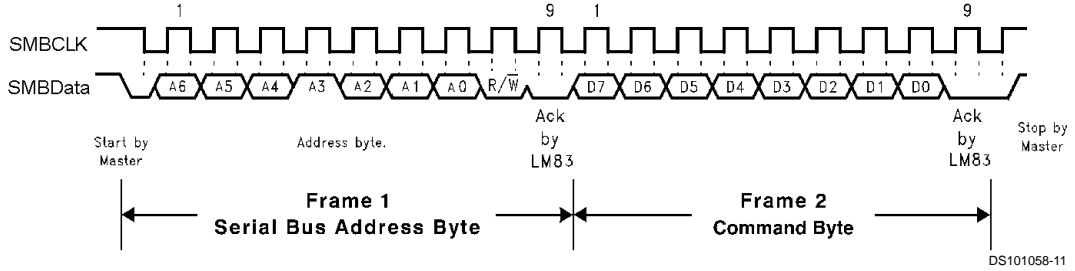 1 9 1 9
SMBCLK
SMBData A6 A5 A4 A3 A2 A1 A0 R/W̅ D7 D6 D5 D4 D3 D2 D1 D0
Start by
Master
Address byte.
Ack
by
LM83
Ack
by
LM83
Stop by
Master
Frame 1
Serial Bus Address Byte
Frame 2
Command Byte
DS101058-11